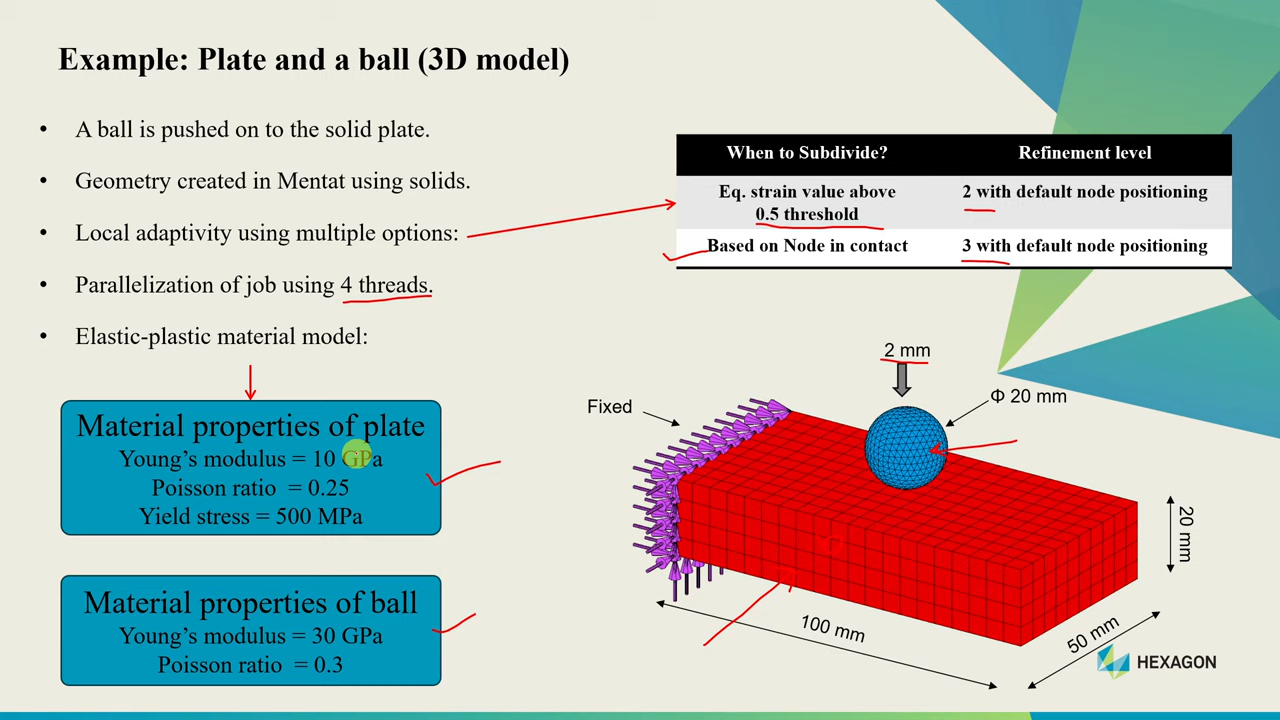 Example: Plate and a ball (3D model)
• A ball is pushed on to the solid plate.
• Geometry created in Mentat using solids.
• Local adaptivity using multiple options:
• Parallelization of job using 4 threads.
• Elastic-plastic material model:
When to Subdivide? Refinement level
Eq. strain value above 2 with default node positioning
0.5 threshold
Based on Node in contact 3 with default node positioning
Material properties of plate
Young's modulus = 10 GPa
Poisson ratio = 0.25
Yield stress = 500 MPa
Material properties of ball
Young's modulus = 30 GPa
Poisson ratio = 0.3
2 mm
Fixed
Φ 20 mm
20 mm
100 mm
50 mm
HEXAGON